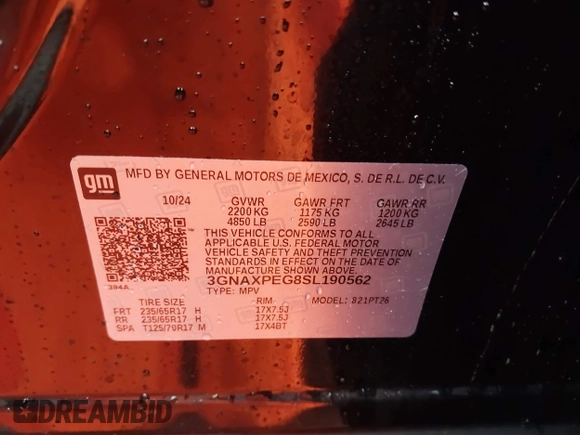 gm MFD BY GENERAL MOTORS DE MEXICO, S. DE R.L. DE C.V.
10/24 GVWR GAWR FRT GAWR RR
2200 KG 1175 KG 1200 KG
4850 LB 2590 LB 2645 LB
THIS VEHICLE CONFORMS TO ALL
APPLICABLE U.S. FEDERAL MOTOR
VEHICLE SAFETY AND THEFT PREVENTION
STANDARDS IN EFFECT ON THE DATE OF
MANUFACTURE SHOWN ABOVE.
3GNAXPEG8SL190562
394A TYPE: MPV MODEL: 821PT26
TIRE SIZE RIM
FRT 235/65R17 H 17X7.5J
RR 235/65R17 H 17X7.5J
SPA T125/70R17 M 17X4BT
DREAMBID